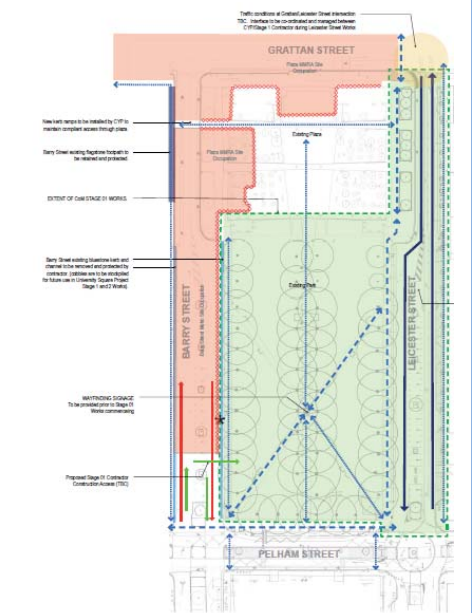 Traffic conditions at Grattan/Leicester Street intersection
TBC. Interface to be co-ordinated and managed between
CYP/Stage 1 Contractor during Leicester Street Works
GRATTAN STREET
Plaza MMRA Site
Occupation
New kerb ramps to be installed by CYP to
maintain compliant access through plaza.
Existing Plaza
Barry Street existing flagstone footpath to
be retained and protected.
Plaza MMRA Site
Occupation
EXTENT OF CoM STAGE 01 WORKS.
Barry Street existing bluestone kerb and
channel to be removed and protected by
contractor (cobbles are to be stockpiled
for future use in University Square Project
Stage 1 and 2 Works)
Existing Park
BARRY STREET
LEICESTER STREET
WAYFINDING SIGNAGE
To be provided prior to Stage 01
Works commencing
Proposed Stage 01 Contractor
Construction Access (TBC)
PELHAM STREET